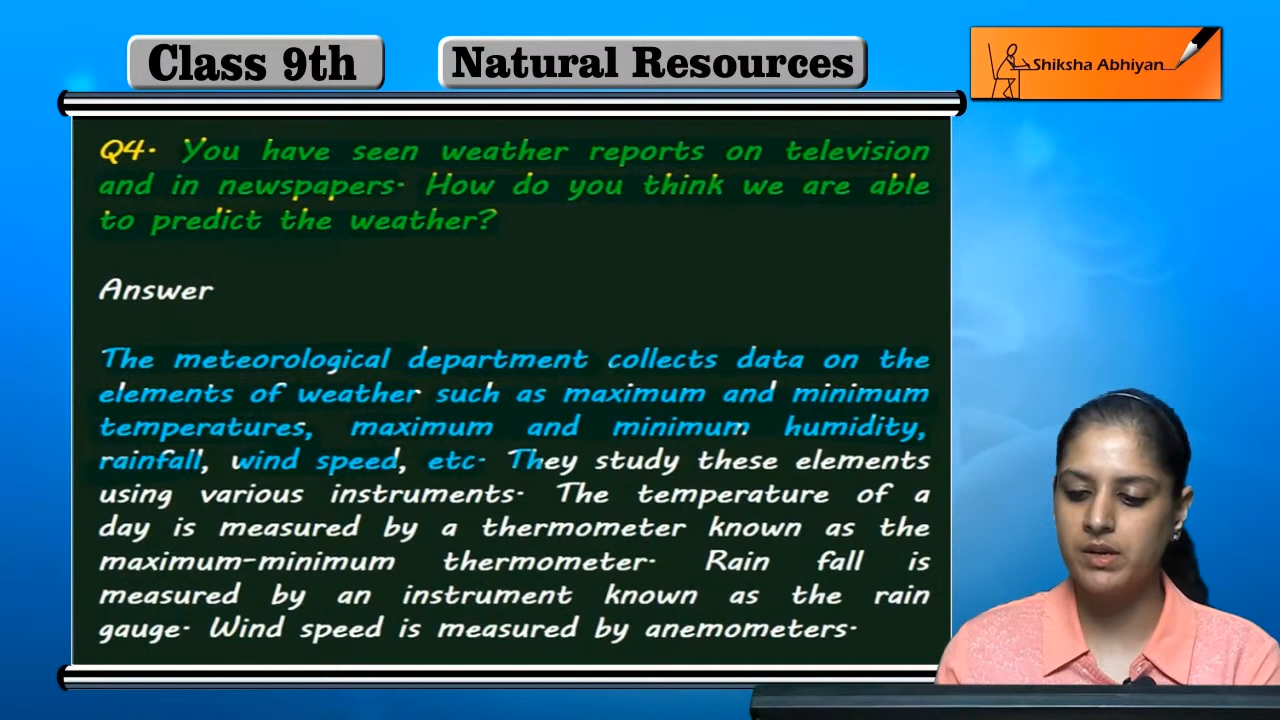 Class 9th
Natural Resources
Shiksha Abhiyan
Q4. You have seen weather reports on television
and in newspapers. How do you think we are able
to predict the weather?
Answer
The meteorological department collects data on the
elements of weather such as maximum and minimum
temperatures, maximum and minimum humidity,
rainfall, wind speed, etc. They study these elements
using various instruments. The temperature of a
day is measured by a thermometer known as the
maximum-minimum thermometer. Rain fall is
measured by an instrument known as the rain
gauge. Wind speed is measured by anemometers.